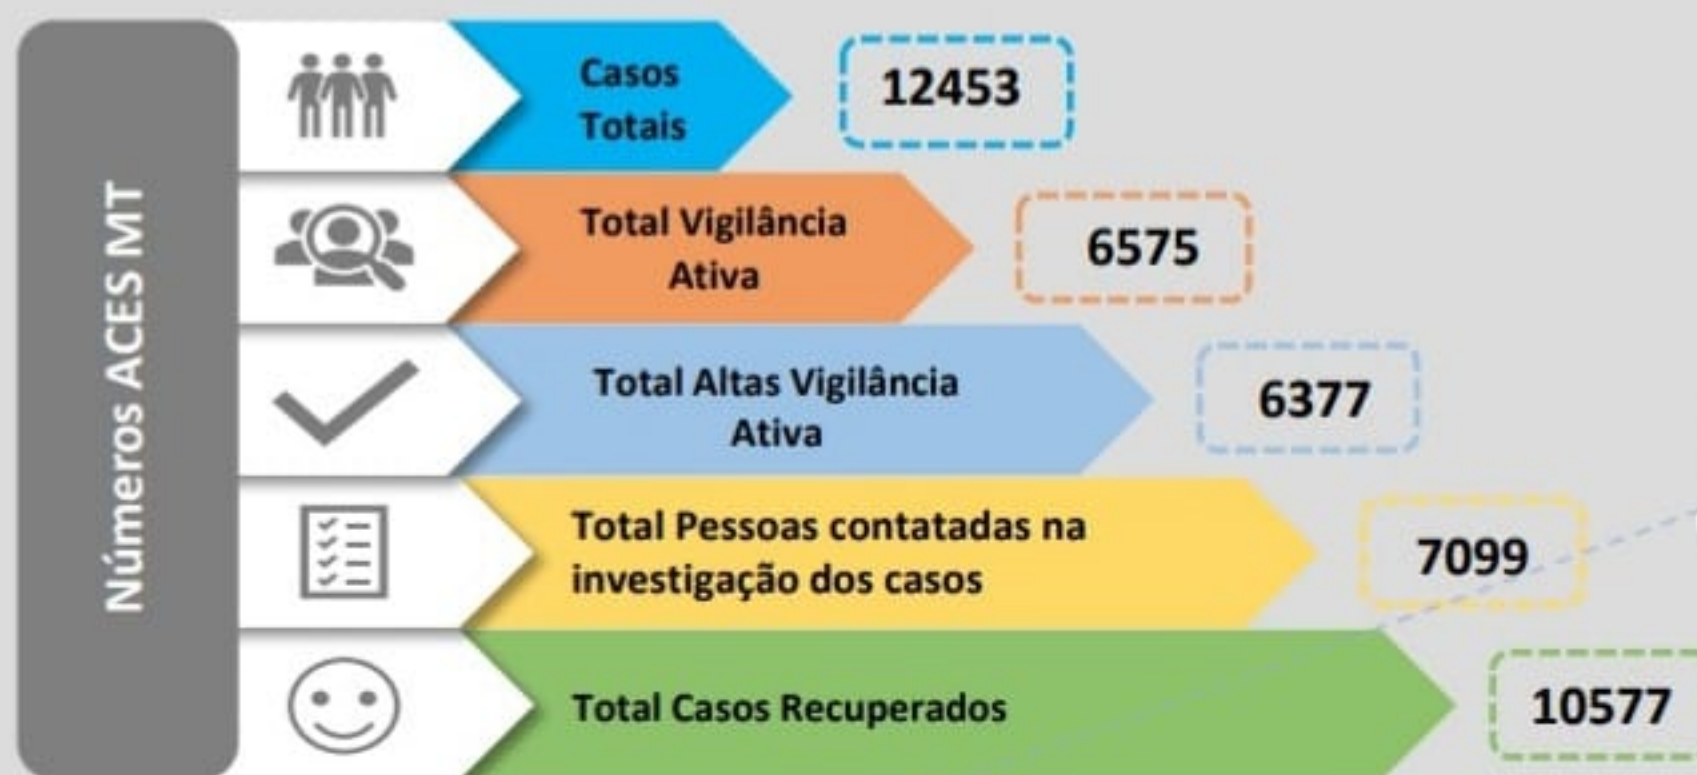 Números ACES MT
Casos
Totais
12453
Total Vigilância
Ativa
6575
Total Altas Vigilância
Ativa
6377
Total Pessoas contatadas na
investigação dos casos
7099
Total Casos Recuperados
10577